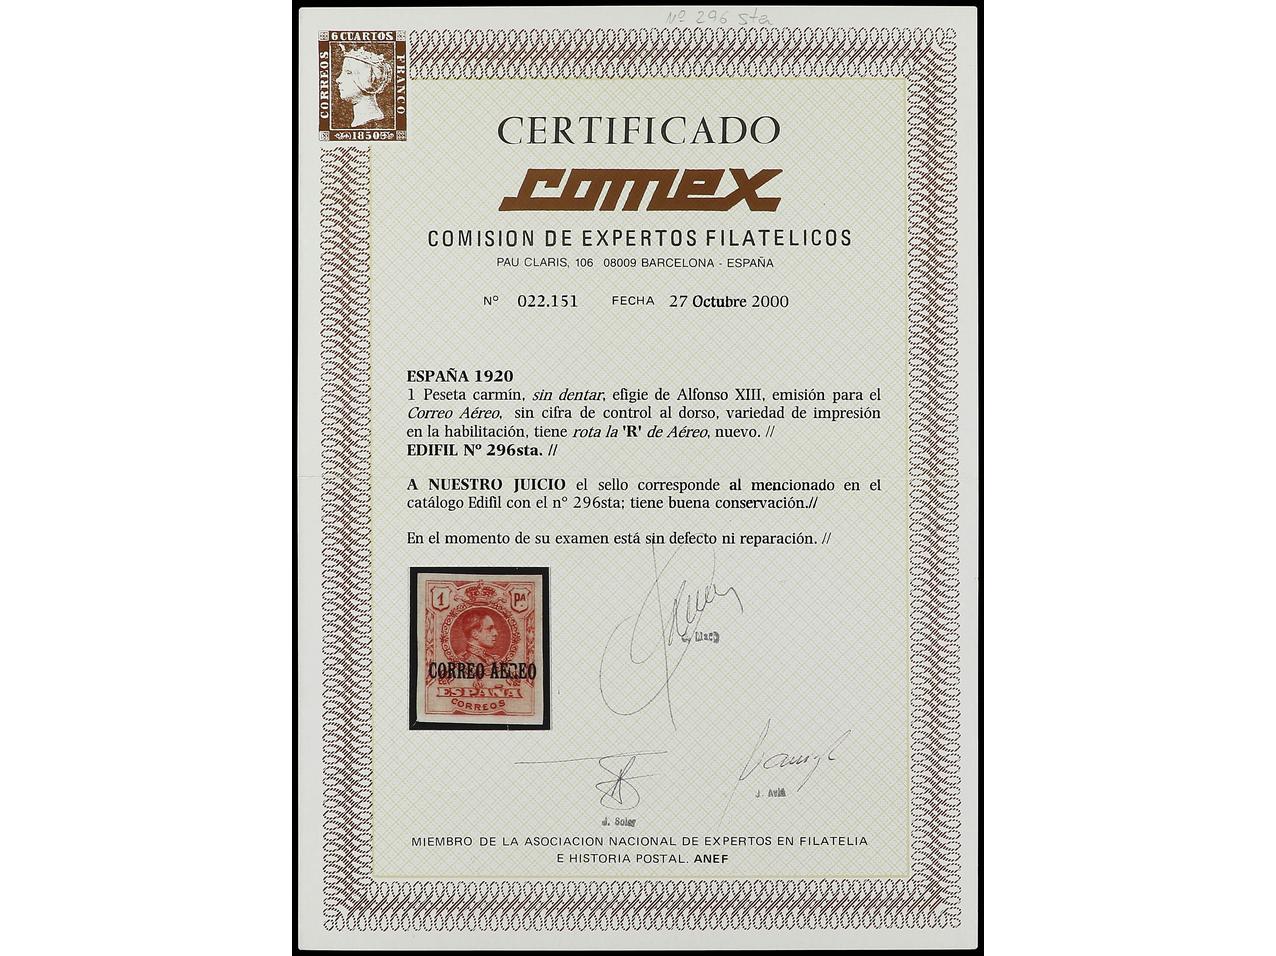 Nº 296 sta
6 CUARTOS
CORREOS
FRANCO
1850
CERTIFICADO
comex
COMISION DE EXPERTOS FILATELICOS
PAU CLARIS, 106 08009 BARCELONA - ESPAÑA
Nº 022.151 FECHA 27 Octubre 2000
ESPAÑA 1920
1 Peseta carmín, sin dentar, efigie de Alfonso XIII, emisión para el
Correo Aéreo, sin cifra de control al dorso, variedad de impresión
en la habilitación, tiene rota la 'R' de Aéreo, nuevo. //
EDIFIL Nº 296sta. //
A NUESTRO JUICIO el sello corresponde al mencionado en el
catálogo Edifil con el nº 296sta; tiene buena conservación.//
En el momento de su examen está sin defecto ni reparación. //
1 PA
CORREO AEREO
ESPAÑA
CORREOS
Llach
J. Soler
J. Avlà
MIEMBRO DE LA ASOCIACION NACIONAL DE EXPERTOS EN FILATELIA
E HISTORIA POSTAL. ANEF